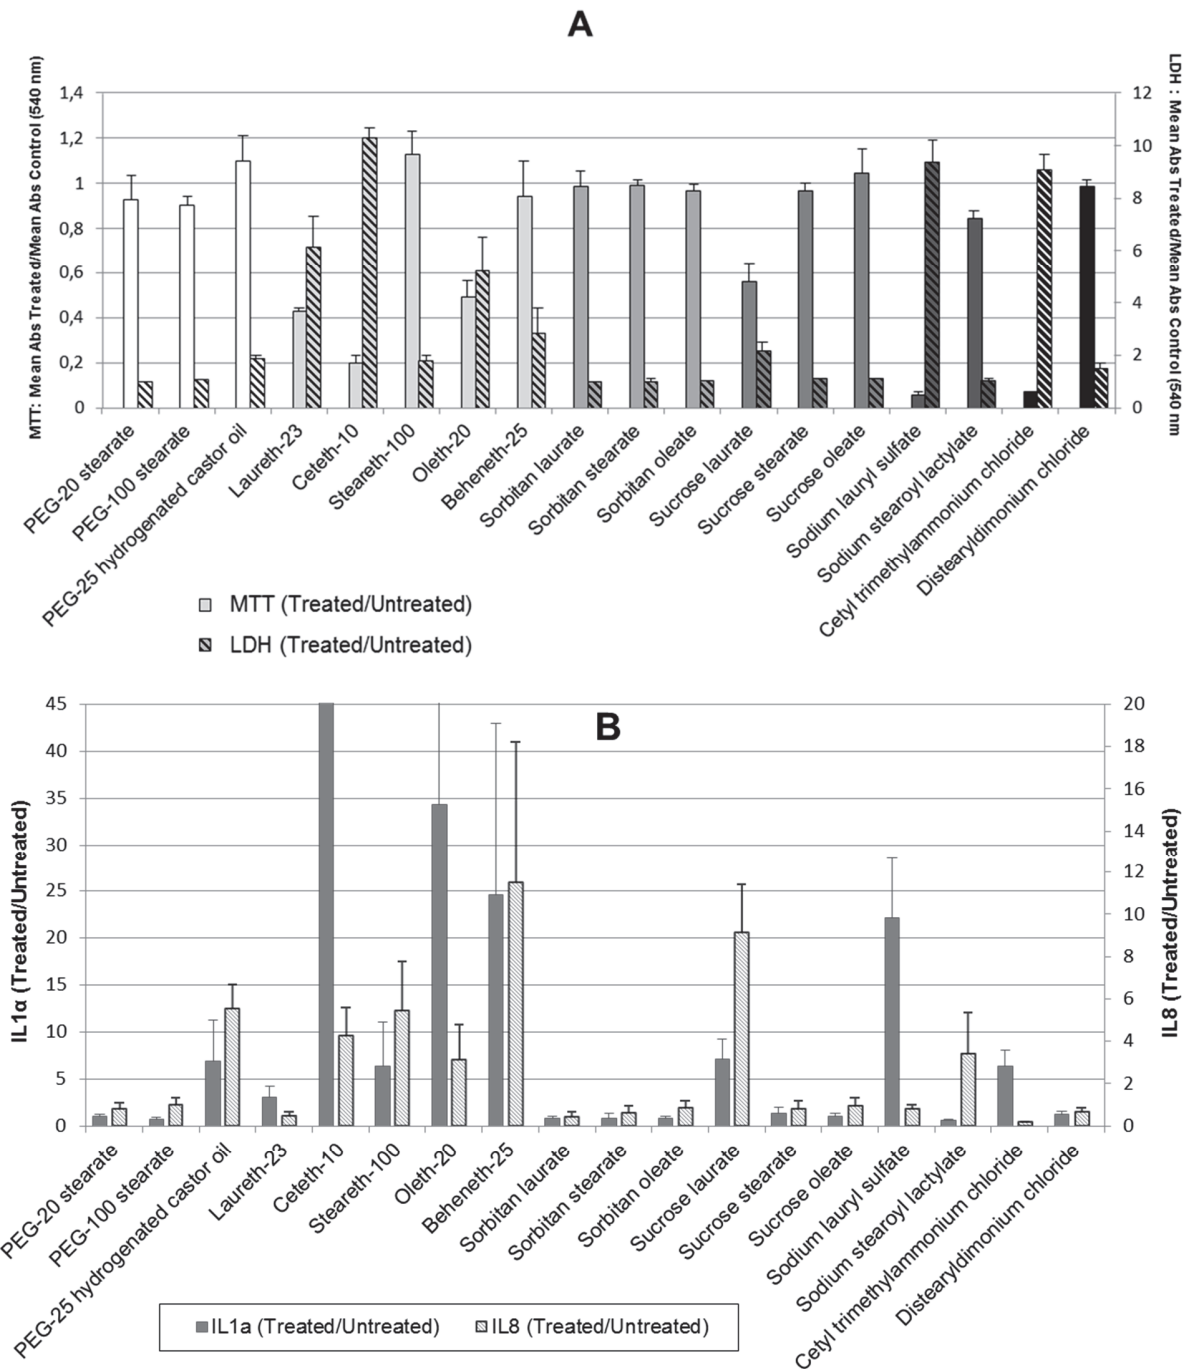 A
MTT: Mean Abs Treated/Mean Abs Control (540 nm)
LDH : Mean Abs Treated/Mean Abs Control (540 nm
1,4
1,2
1
0,8
0,6
0,4
0,2
0
12
10
8
6
4
2
0
PEG-20 stearate
PEG-100 stearate
PEG-25 hydrogenated castor oil
Laureth-23
Ceteth-10
Steareth-100
Oleth-20
Beheneth-25
Sorbitan laurate
Sorbitan stearate
Sorbitan oleate
Sucrose laurate
Sucrose stearate
Sucrose oleate
Sodium lauryl sulfate
Sodium stearoyl lactylate
Cetyl trimethylammonium chloride
Distearyldimonium chloride
MTT (Treated/Untreated)
LDH (Treated/Untreated)
B
IL1α (Treated/Untreated)
IL8 (Treated/Untreated)
45
40
35
30
25
20
15
10
5
0
20
18
16
14
12
10
8
6
4
2
0
PEG-20 stearate
PEG-100 stearate
PEG-25 hydrogenated castor oil
Laureth-23
Ceteth-10
Steareth-100
Oleth-20
Beheneth-25
Sorbitan laurate
Sorbitan stearate
Sorbitan oleate
Sucrose laurate
Sucrose stearate
Sucrose oleate
Sodium lauryl sulfate
Sodium stearoyl lactylate
Cetyl trimethylammonium chloride
Distearyldimonium chloride
IL1a (Treated/Untreated) IL8 (Treated/Untreated)